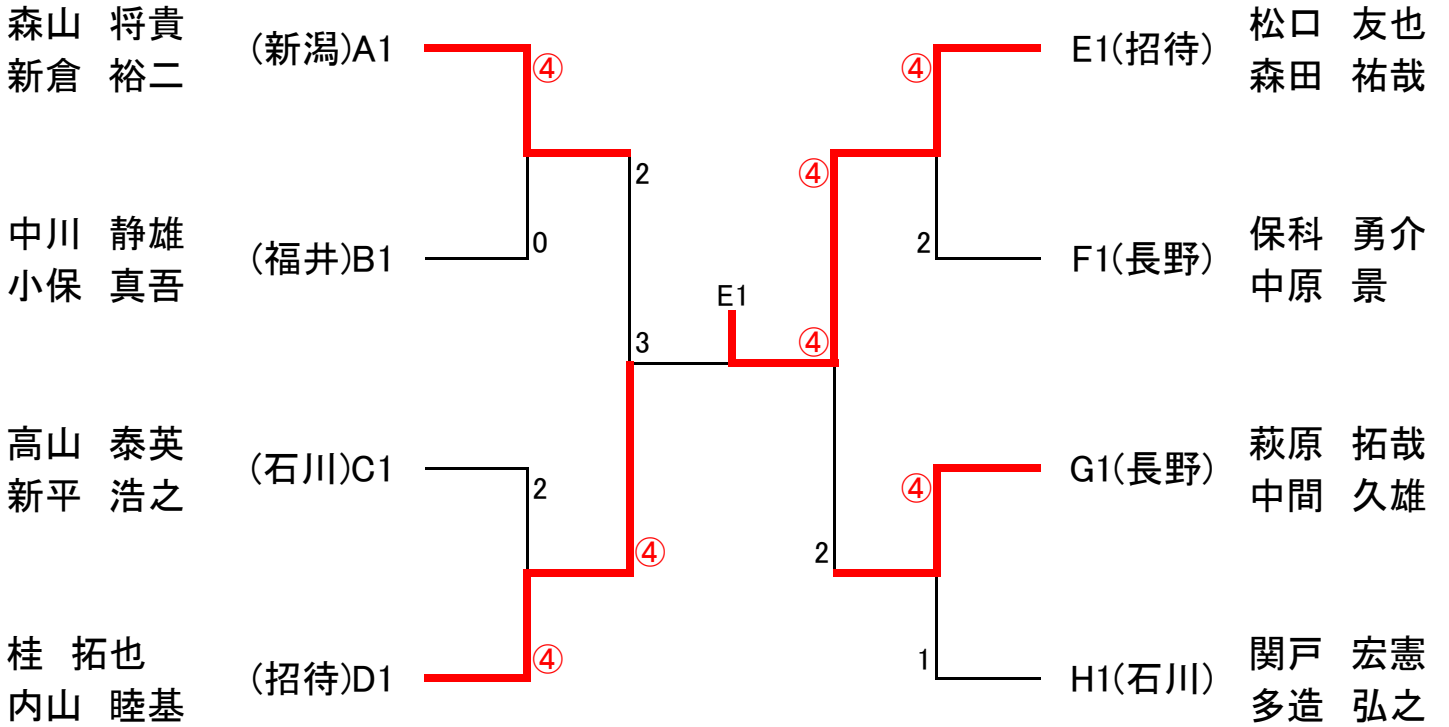 森山 将貴
新倉 裕二
(新潟)A1
④
2
中川 静雄
小保 真吾
(福井)B1
0
3
高山 泰英
新平 浩之
(石川)C1
2
④
桂 拓也
内山 睦基
(招待)D1
④
E1
④
E1(招待)
松口 友也
森田 祐哉
④
2
F1(長野)
保科 勇介
中原 景
④
④
G1(長野)
萩原 拓哉
中間 久雄
2
1
H1(石川)
関戸 宏憲
多造 弘之